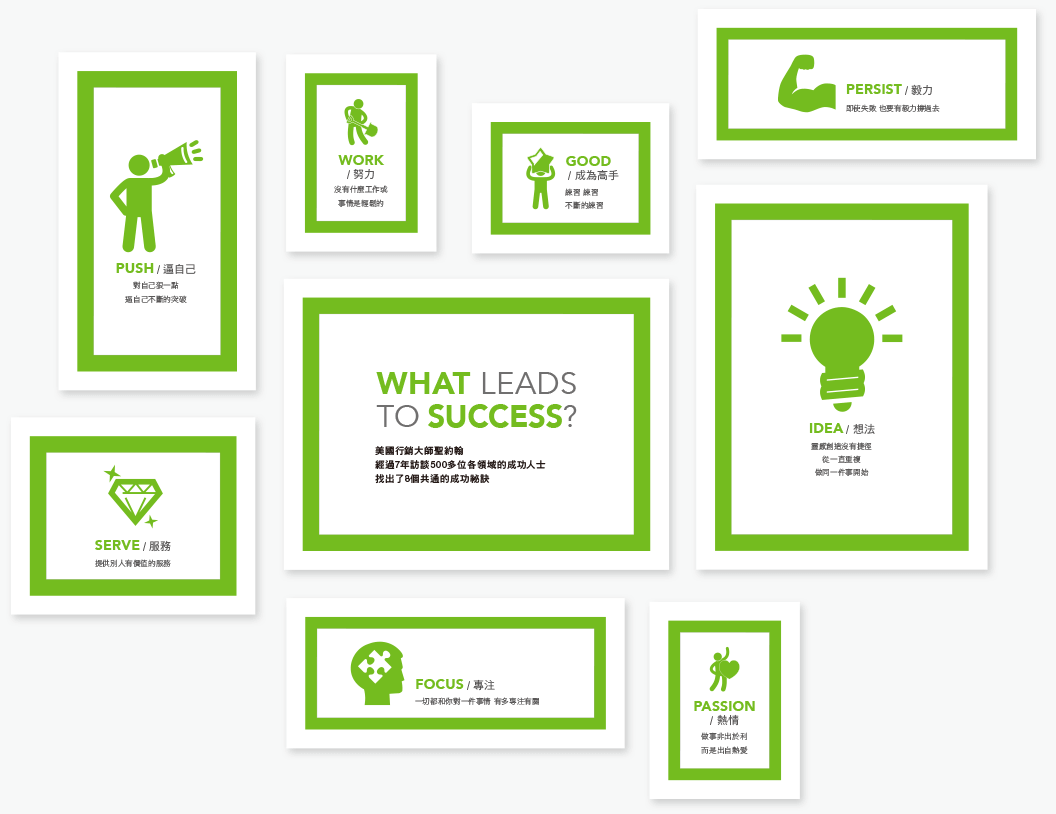 PERSIST / 毅力
即使失敗 也要有毅力撐過去
WORK
/ 努力
沒有什麼工作或
事情是輕鬆的
GOOD
/ 成為高手
練習 練習
不斷的練習
PUSH / 逼自己
對自己狠一點
逼自己不斷的突破
WHAT LEADS
TO SUCCESS?
美國行銷大師聖約翰
經過7年訪談500多位各領域的成功人士
找出了8個共通的成功祕訣
IDEA / 想法
靈感創造沒有捷徑
從一直重複
做同一件事開始
SERVE / 服務
提供別人有價值的服務
FOCUS / 專注
一切都和你對一件事情 有多專注有關
PASSION
/ 熱情
做事非出於利
而是出自熱愛